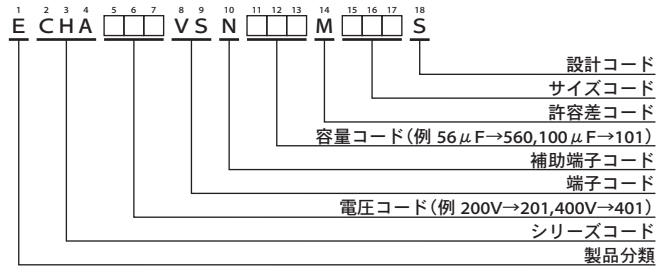 1 2 3 4 5 6 7 8 9 10 11 12 13 14 15 16 17 18
E CHA □□□ VS N □□□ M □□□ S
設計コード
サイズコード
許容差コード
容量コード(例 56μF→560,100μF→101)
補助端子コード
端子コード
電圧コード(例 200V→201,400V→401)
シリーズコード
製品分類